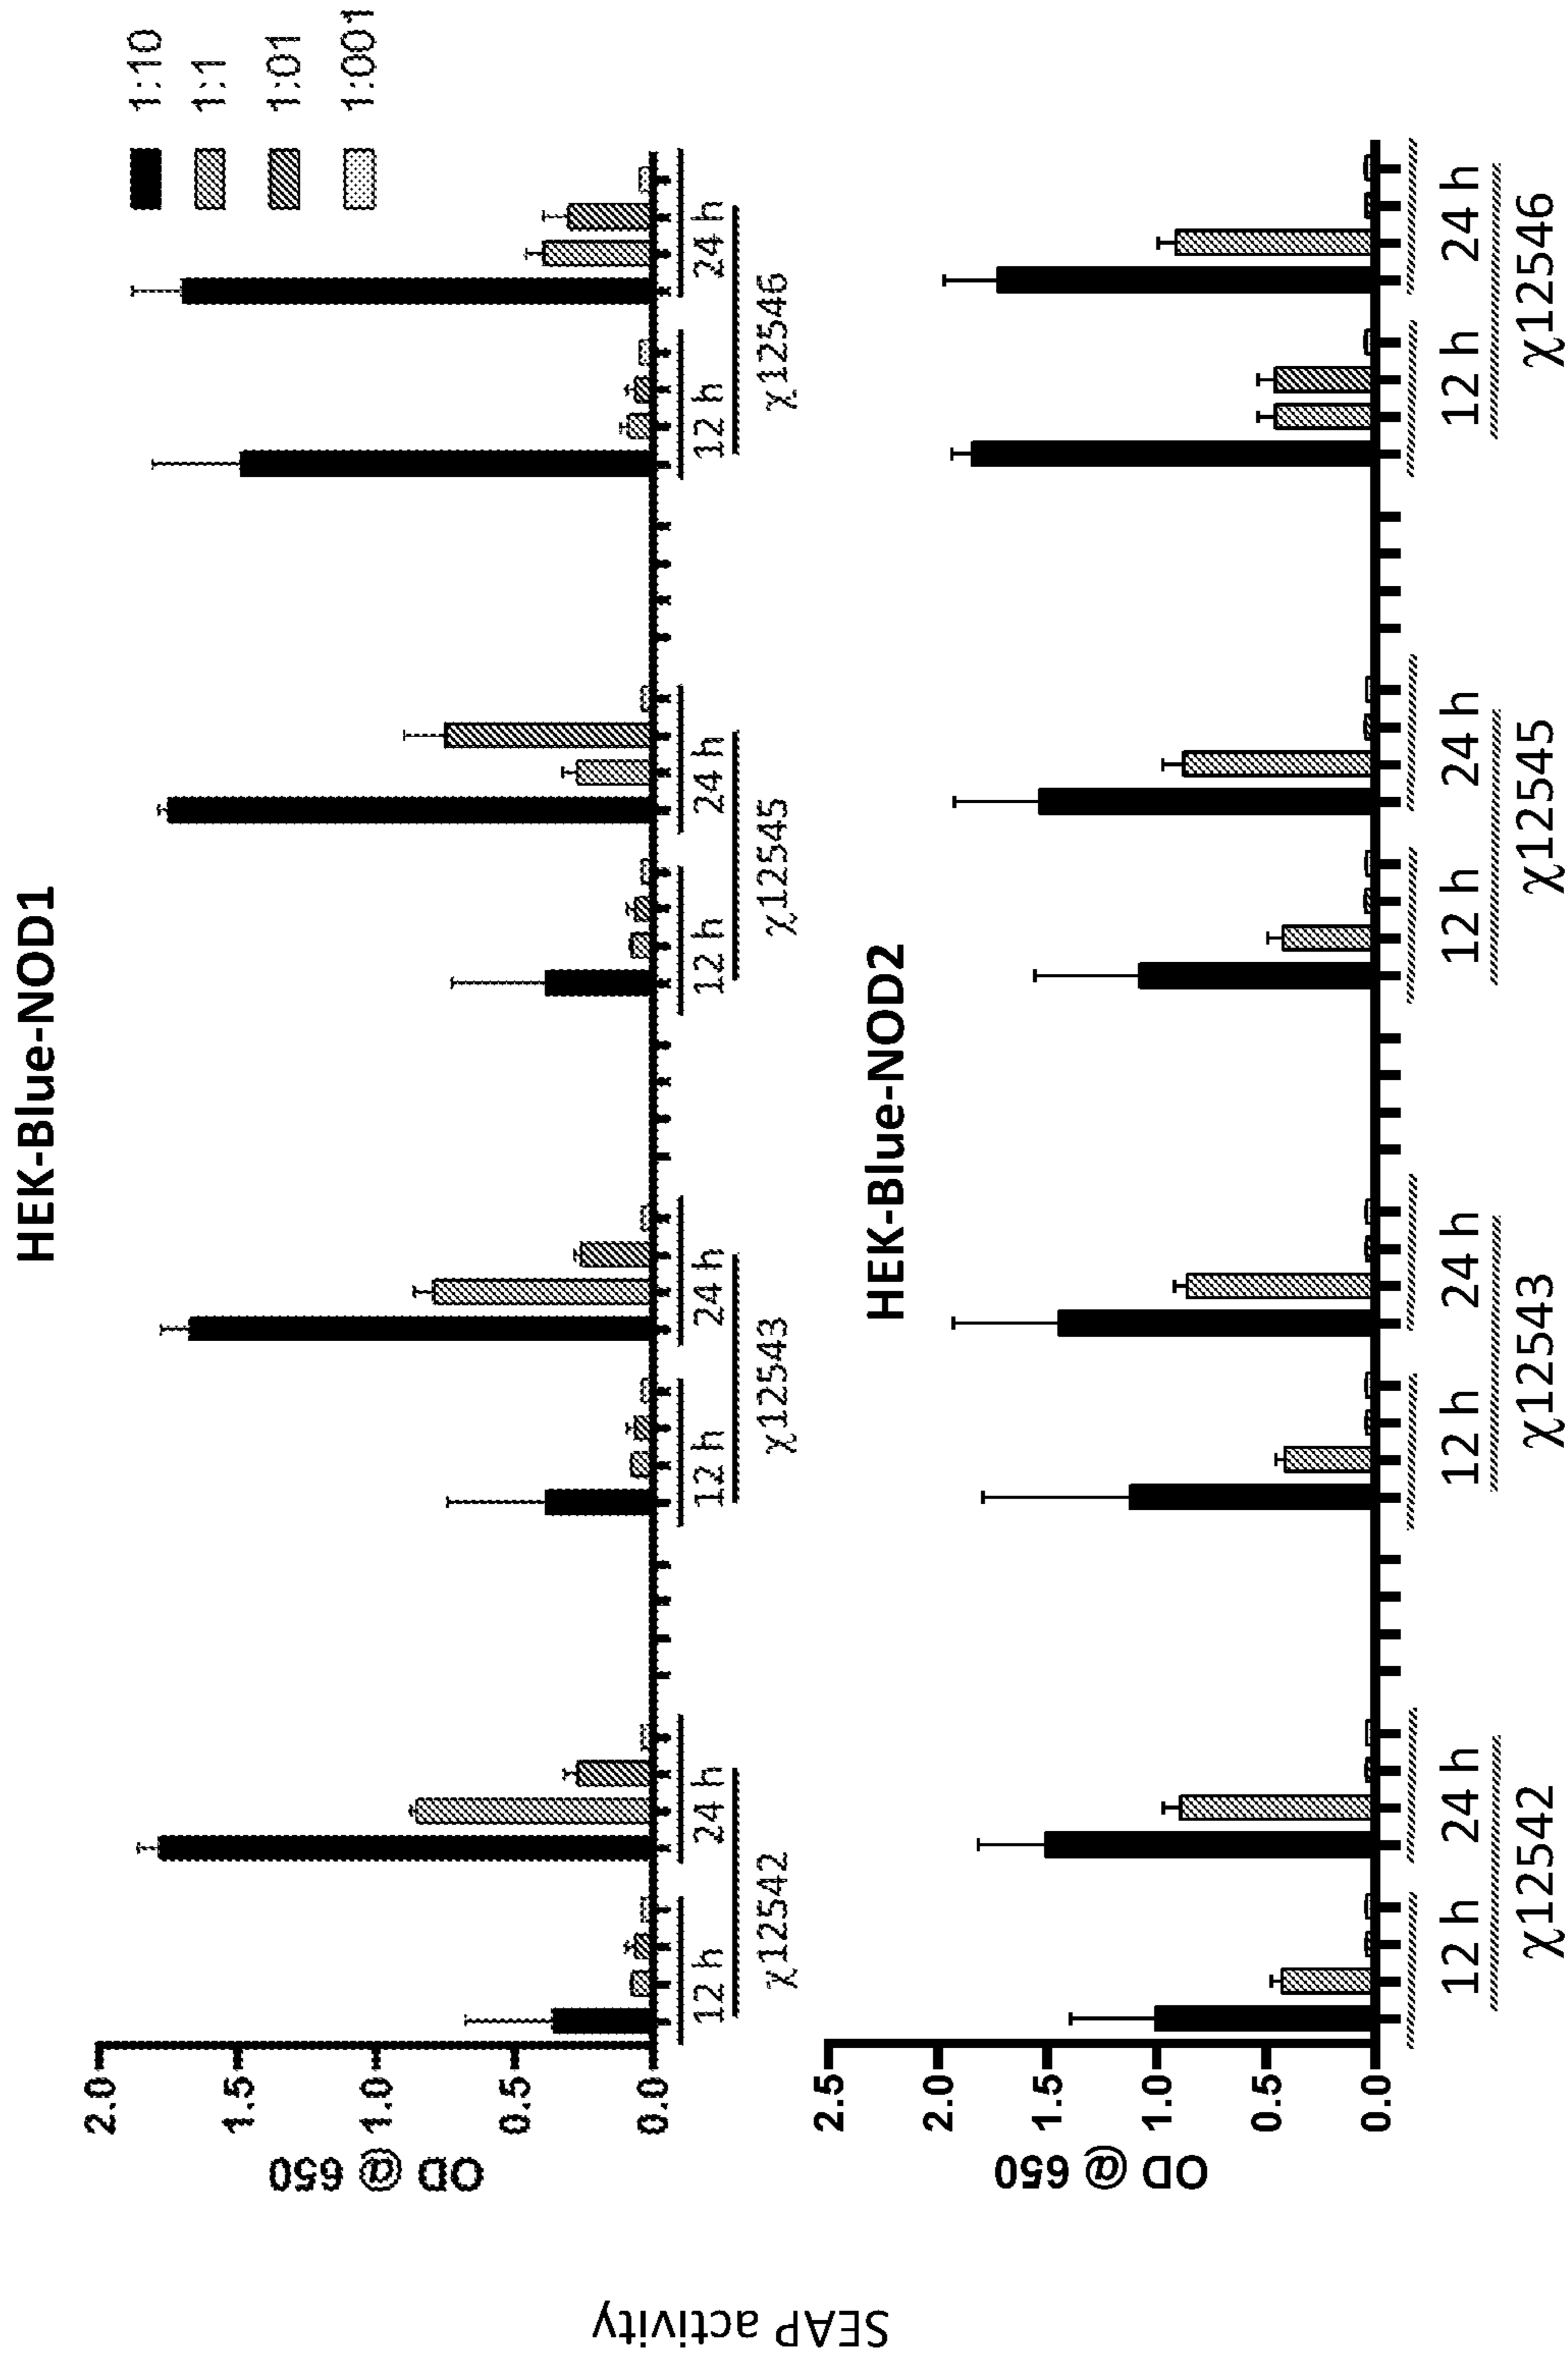 HEK-Blue-NOD1
1:10
1:1
1:01
1:001
SEAP activity
OD @ 650
2.0
1.5
1.0
0.5
0.0
12 h 24 h 12 h 24 h 12 h 24 h 12 h 24 h
χ12542 χ12543 χ12545 χ12546
HEK-Blue-NOD2
OD @ 650
2.5
2.0
1.5
1.0
0.5
0.0
12 h 24 h 12 h 24 h 12 h 24 h 12 h 24 h
χ12542 χ12543 χ12545 χ12546